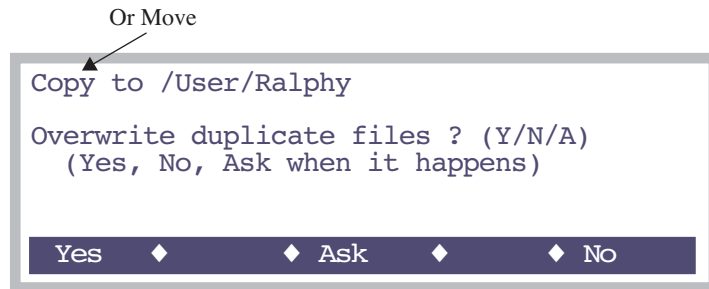 Or Move
Copy to /User/Ralphy
Overwrite duplicate files ? (Y/N/A)
(Yes, No, Ask when it happens)
Yes ♦ ♦ Ask ♦ ♦ No